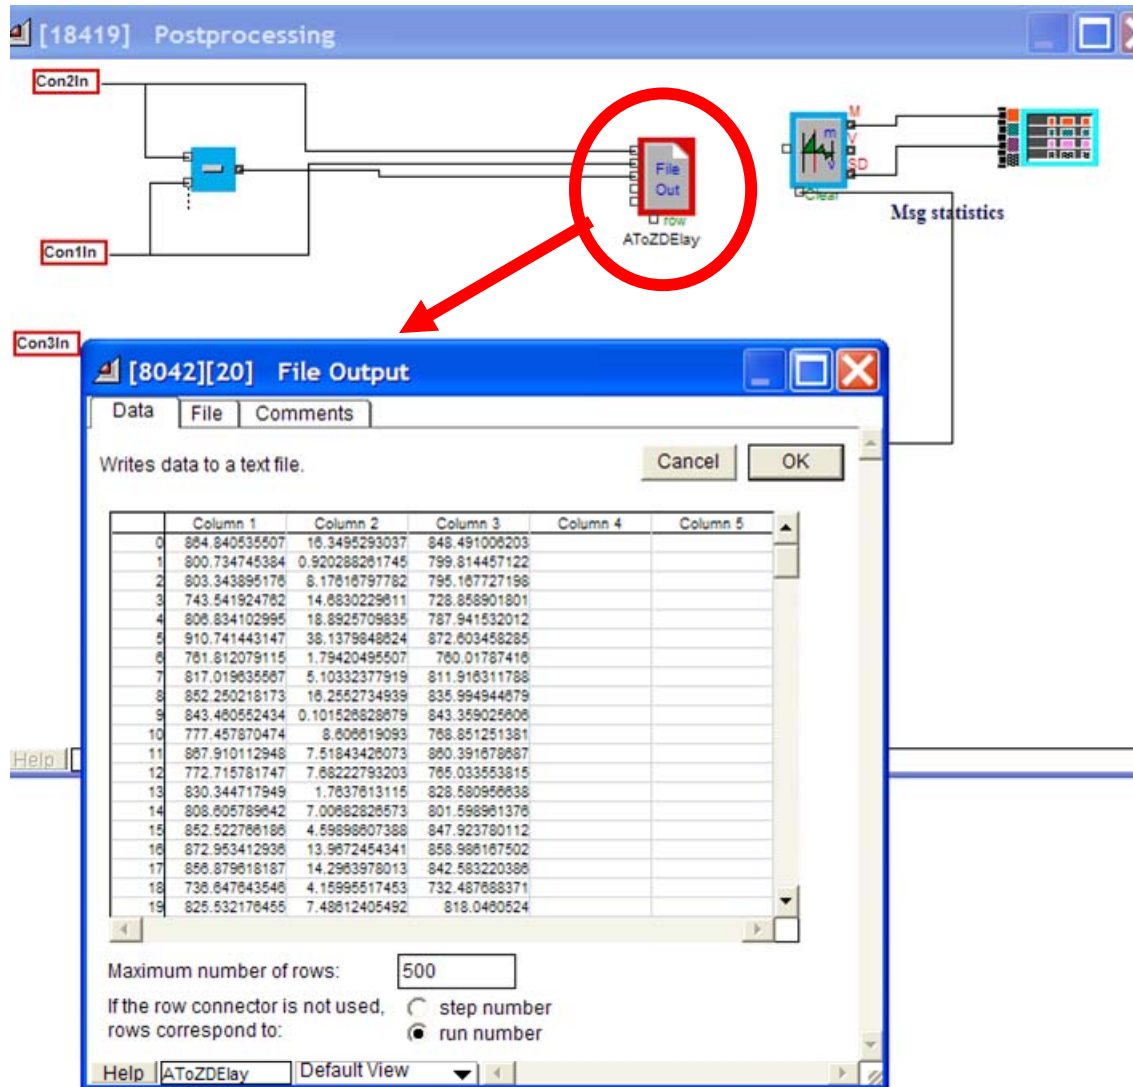 [18419] Postprocessing
Con2In
M
m
V
File
Out
v
SD
Clear
row
AToZDElay
Msg statistics
Con1In
Con3In
[8042][20] File Output
Data File Comments
Writes data to a text file. Cancel OK
Column 1 Column 2 Column 3 Column 4 Column 5
0 864.840535507 16.3495293037 848.491006203
1 800.734745384 0.920288261745 799.814457122
2 803.343895176 8.17616797782 795.167727198
3 743.541924762 14.6830229611 728.858901801
4 806.834102995 18.8925709835 787.941532012
5 910.741443147 38.1379848624 872.603458285
6 761.812079115 1.79420495507 760.01787416
7 817.019635567 5.10332377919 811.916311788
8 852.250218173 16.2552734939 835.994944679
9 843.460552434 0.101526828679 843.359025606
10 777.457870474 8.606619093 768.851251381
11 867.910112948 7.51843426073 860.391678687
12 772.715781747 7.68222793203 765.033553815
13 830.344717949 1.7637613115 828.580956638
14 808.605789642 7.00682826573 801.598961376
15 852.522766186 4.59898607388 847.923780112
16 872.953412936 13.9672454341 858.986167502
17 856.879618187 14.2963978013 842.583220386
18 736.647643546 4.15995517453 732.487688371
19 825.532176455 7.48612405492 818.0460524
Help
Maximum number of rows: 500
If the row connector is not used, step number
rows correspond to: run number
Help AToZDElay Default View